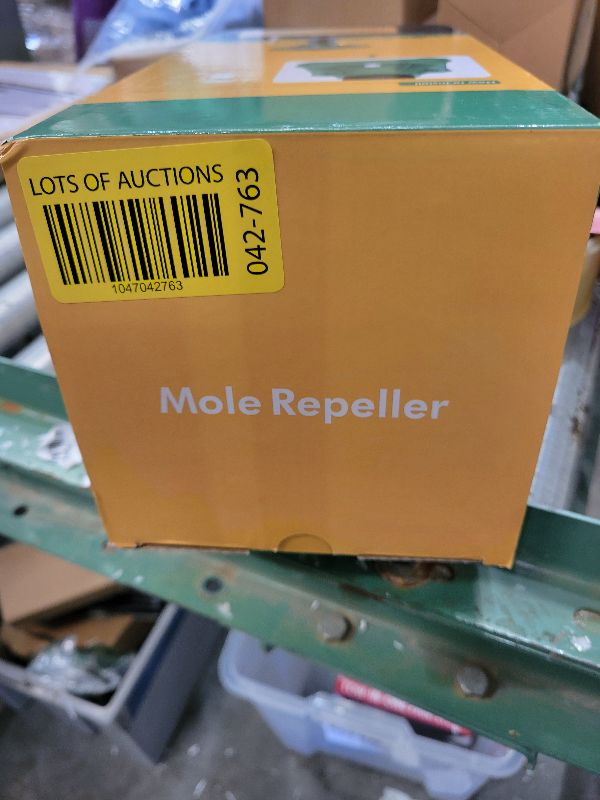 LOTS OF AUCTIONS
042-763
1047042763
Mole Repeller